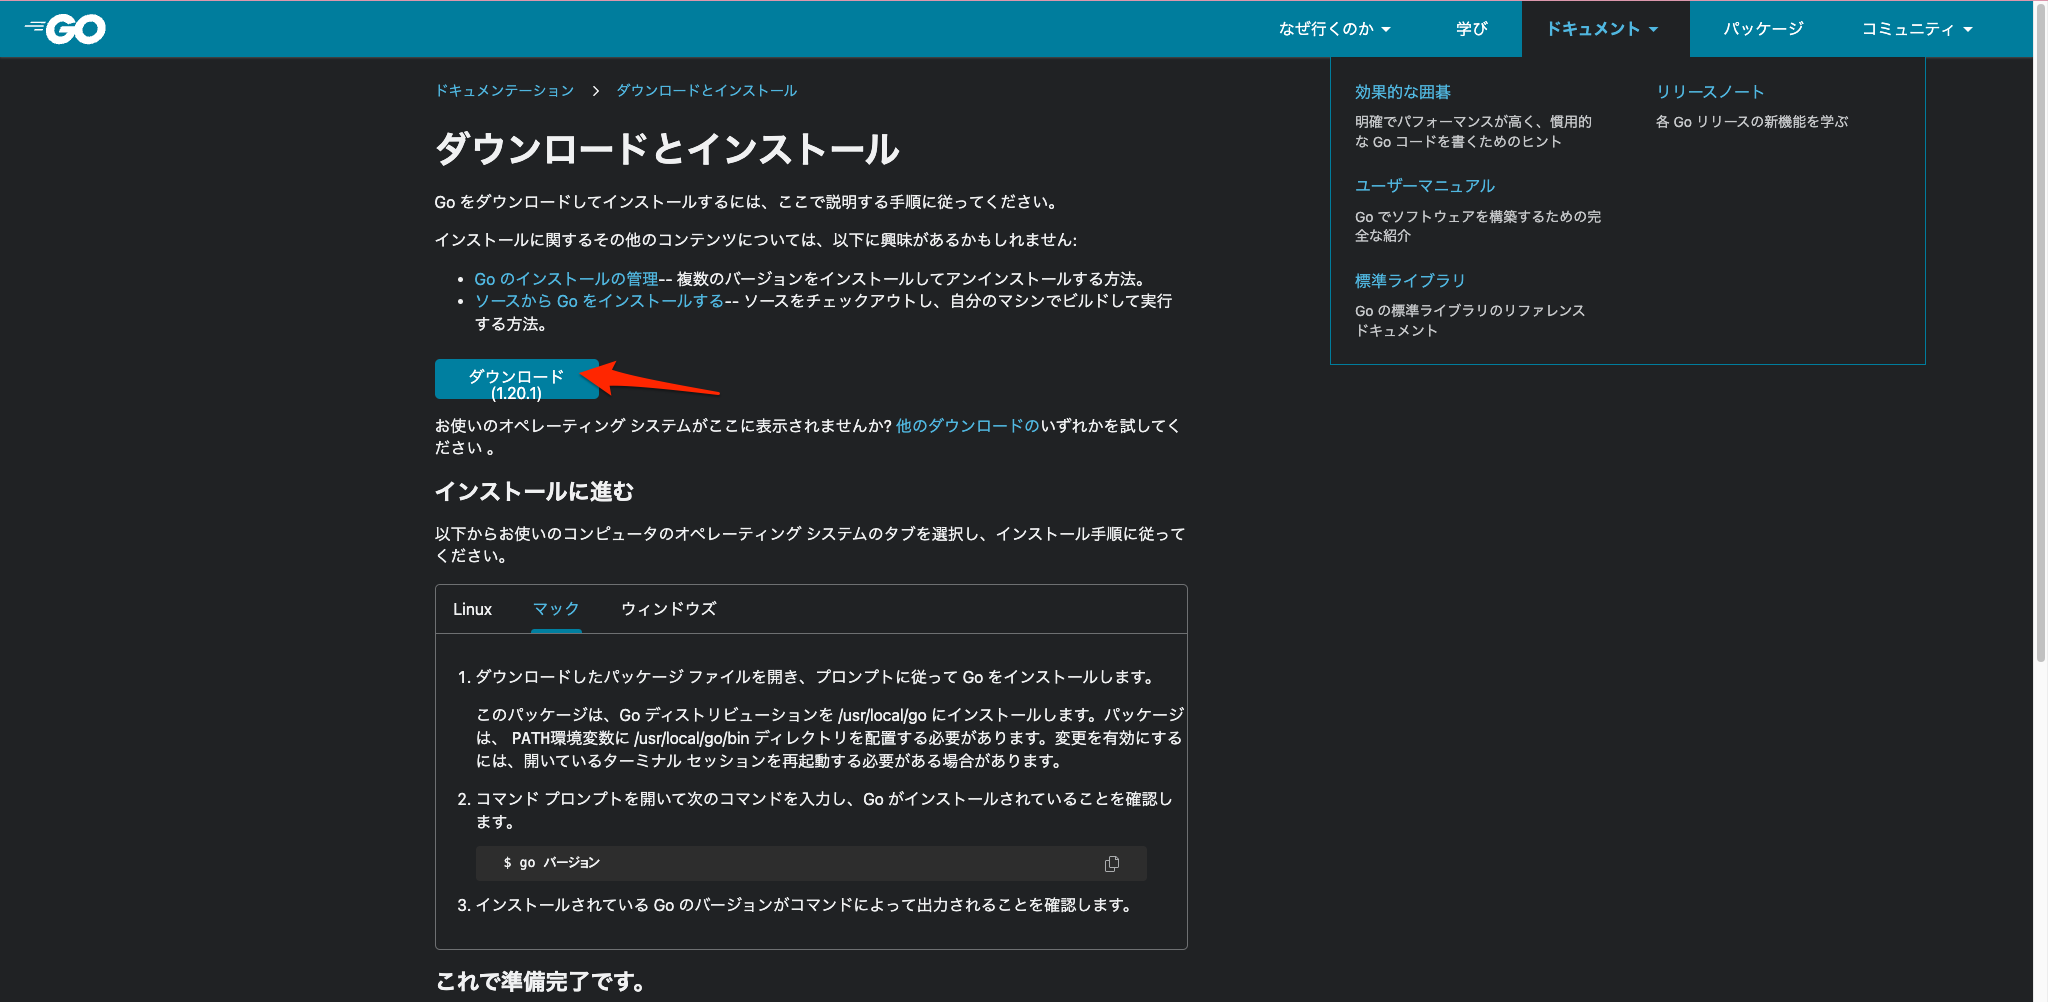 GO
なぜ行くのか
学び
ドキュメント
パッケージ
コミュニティ
ドキュメンテーション > ダウンロードとインストール
ダウンロードとインストール
Go をダウンロードしてインストールするには、ここで説明する手順に従ってください。
インストールに関するその他のコンテンツについては、以下に興味があるかもしれません:
• Go のインストールの管理-- 複数のバージョンをインストールしてアンインストールする方法。
• ソースから Go をインストールする-- ソースをチェックアウトし、自分のマシンでビルドして実行
する方法。
ダウンロード
(1.20.1)
お使いのオペレーティング システムがここに表示されませんか? 他のダウンロードのいずれかを試してく
ださい 。
インストールに進む
以下からお使いのコンピュータのオペレーティング システムのタブを選択し、インストール手順に従って
ください。
Linux
マック
ウィンドウズ
1. ダウンロードしたパッケージ ファイルを開き、プロンプトに従って Go をインストールします。
このパッケージは、Go ディストリビューションを /usr/local/go にインストールします。パッケージ
は、 PATH環境変数に /usr/local/go/bin ディレクトリを配置する必要があります。変更を有効にする
には、開いているターミナル セッションを再起動する必要がある場合があります。
2. コマンド プロンプトを開いて次のコマンドを入力し、Go がインストールされていることを確認し
ます。
$ go バージョン
3. インストールされている Go のバージョンがコマンドによって出力されることを確認します。
これで準備完了です。
効果的な囲碁
明確でパフォーマンスが高く、慣用的
な Go コードを書くためのヒント
ユーザーマニュアル
Go でソフトウェアを構築するための完
全な紹介
標準ライブラリ
Go の標準ライブラリのリファレンス
ドキュメント
リリースノート
各 Go リリースの新機能を学ぶ